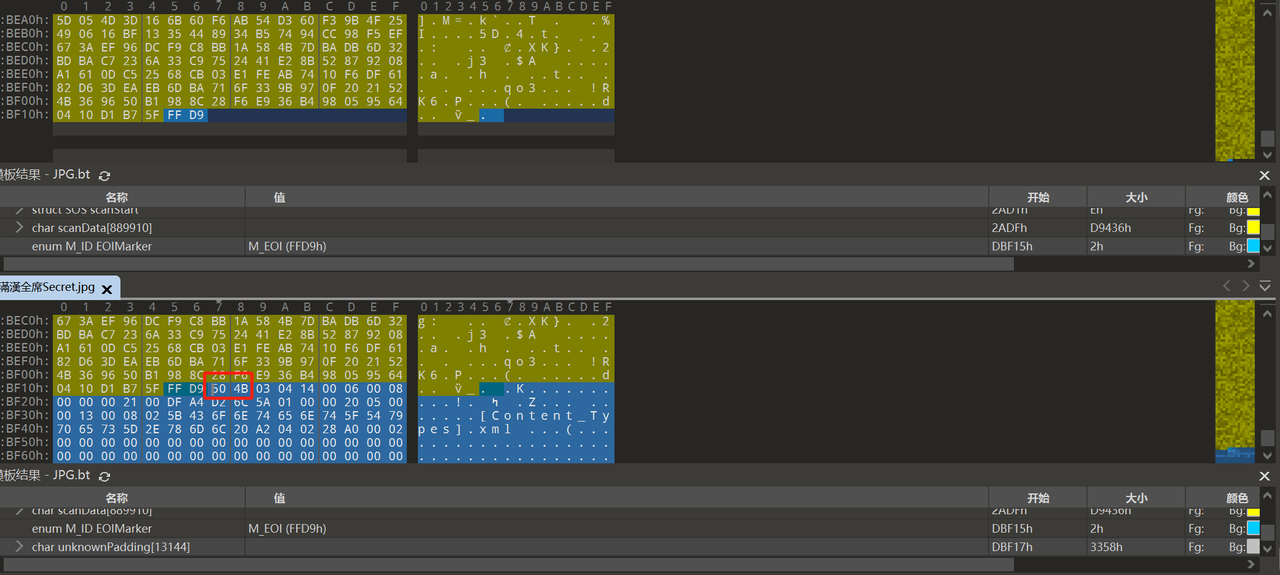 0 1 2 3 4 5 6 7 8 9 A B C D E F 0 1 2 3 4 5 6 7 8 9 A B C D E F
:BEA0h: 5D 05 4D 3D 16 6B 60 F6 AB 54 D3 60 F3 9B 4F 25
:BEB0h: 49 06 16 BF 13 35 44 89 34 B5 74 94 CC 98 F5 EF
:BEC0h: 67 3A EF 96 DC F9 C8 BB 1A 58 4B 7D BA DB 6D 32
:BED0h: BD BA C7 23 6A 33 C9 75 24 41 E2 8B 52 87 92 08
:BEE0h: A1 61 0D C5 25 68 CB 03 E1 FE AB 74 10 F6 DF 61
:BEF0h: 82 D6 3D EA EB 6D BA 71 6F 33 9B 97 0F 20 21 52
:BF00h: 4B 36 96 50 B1 98 8C 28 F6 E9 36 B4 98 05 95 64
:BF10h: 04 10 D1 B7 5F FF D9
模板结果 - JPG.bt
名称 值 开始 大小 颜色
struct SOS scanStart 2AD1h Eh Fg: Bg:
char scanData[889910] 2ADFh D9436h Fg: Bg:
enum M_ID EOIMarker M_EOI (FFD9h) DBF15h 2h Fg: Bg:
滿漢全席Secret.jpg
0 1 2 3 4 5 6 7 8 9 A B C D E F 0 1 2 3 4 5 6 7 8 9 A B C D E F
:BEC0h: 67 3A EF 96 DC F9 C8 BB 1A 58 4B 7D BA DB 6D 32
:BED0h: BD BA C7 23 6A 33 C9 75 24 41 E2 8B 52 87 92 08
:BEE0h: A1 61 0D C5 25 68 CB 03 E1 FE AB 74 10 F6 DF 61
:BEF0h: 82 D6 3D EA EB 6D BA 71 6F 33 9B 97 0F 20 21 52
:BF00h: 4B 36 96 50 B1 98 8C 28 F6 E9 36 B4 98 05 95 64
:BF10h: 04 10 D1 B7 5F FF D9 50 4B 03 04 14 00 06 00 08
:BF20h: 00 00 00 21 00 DF A4 D2 6C 5A 01 00 00 20 05 00
:BF30h: 00 13 00 08 02 5B 43 6F 6E 74 65 6E 74 5F 54 79 . . . . . [Content_Ty
:BF40h: 70 65 73 5D 2E 78 6D 6C 20 A2 04 02 28 A0 00 02 pes].xml ...(...
:BF50h: 00 00 00 00 00 00 00 00 00 00 00 00 00 00 00 00 ................
:BF60h: 00 00 00 00 00 00 00 00 00 00 00 00 00 00 00 00 ................
模板结果 - JPG.bt
名称 值 开始 大小 颜色
char scanData[889910] 2ADFh D9436h Fg: Bg:
enum M_ID EOIMarker M_EOI (FFD9h) DBF15h 2h Fg: Bg:
char unknownPadding[13144] DBF17h 3358h Fg: Bg: